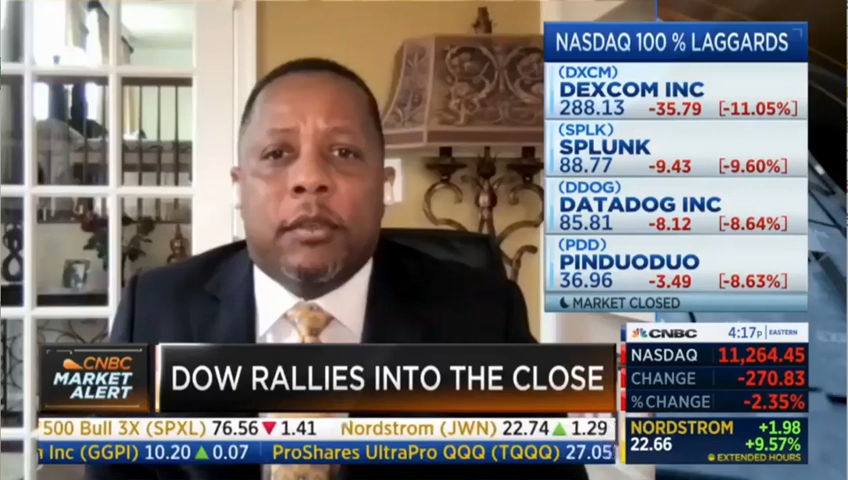 NASDAQ 100 % LAGGARDS
(DXCM)
DEXCOM INC
288.13 -35.79 [-11.05%]
(SPLK)
SPLUNK
88.77 -9.43 [-9.60%]
(DDOG)
DATADOG INC
85.81 -8.12 [-8.64%]
(PDD)
PINDUODUO
36.96 -3.49 [-8.63%]
MARKET CLOSED
CNBC 4:17P EASTERN
NASDAQ 11,264.45
CHANGE -270.83
% CHANGE -2.35%
NORDSTROM +1.98
22.66 +9.57%
EXTENDED HOURS
CNBC
MARKET
ALERT
DOW RALLIES INTO THE CLOSE
500 Bull 3X (SPXL) 76.56 ▼ 1.41 Nordstrom (JWN) 22.74 ▲ 1.29
Inc (GGPI) 10.20 ▲ 0.07 ProShares UltraPro QQQ (TQQQ) 27.05